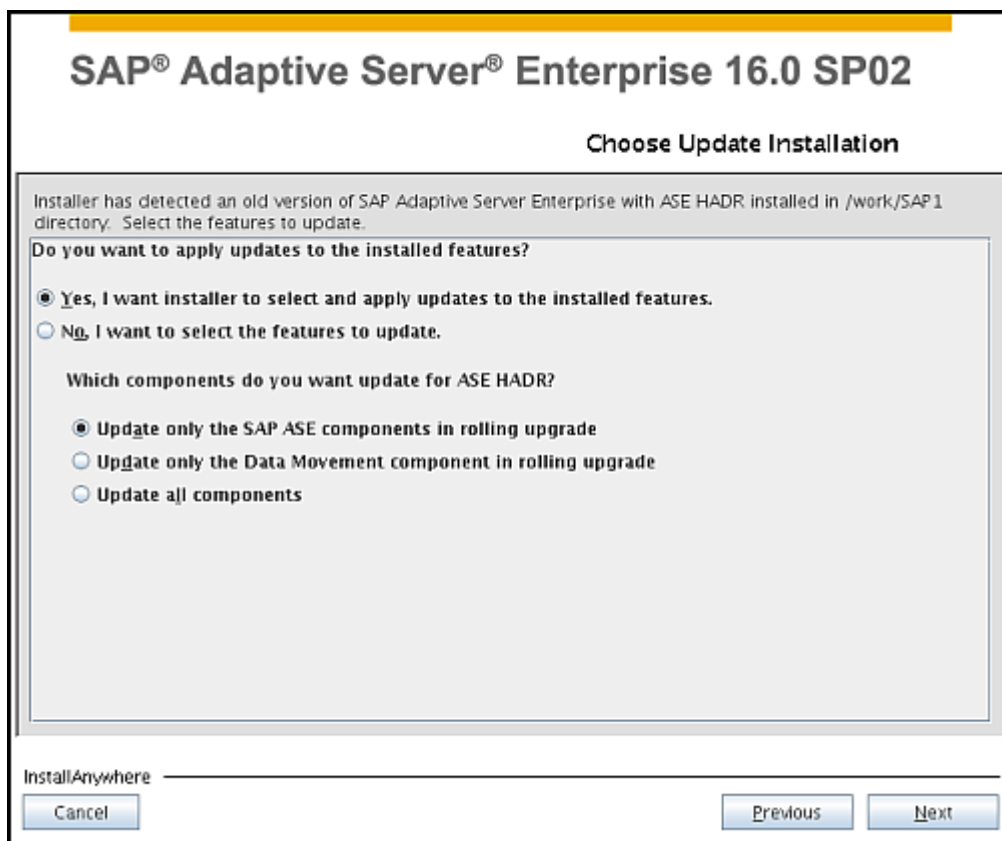 SAP® Adaptive Server® Enterprise 16.0 SP02
Choose Update Installation
Installer has detected an old version of SAP Adaptive Server Enterprise with ASE HADR installed in /work/SAP1
directory. Select the features to update.
Do you want to apply updates to the installed features?
Yes, I want installer to select and apply updates to the installed features.
No, I want to select the features to update.
Which components do you want update for ASE HADR?
Update only the SAP ASE components in rolling upgrade
Update only the Data Movement component in rolling upgrade
Update all components
InstallAnywhere
Cancel
Previous
Next